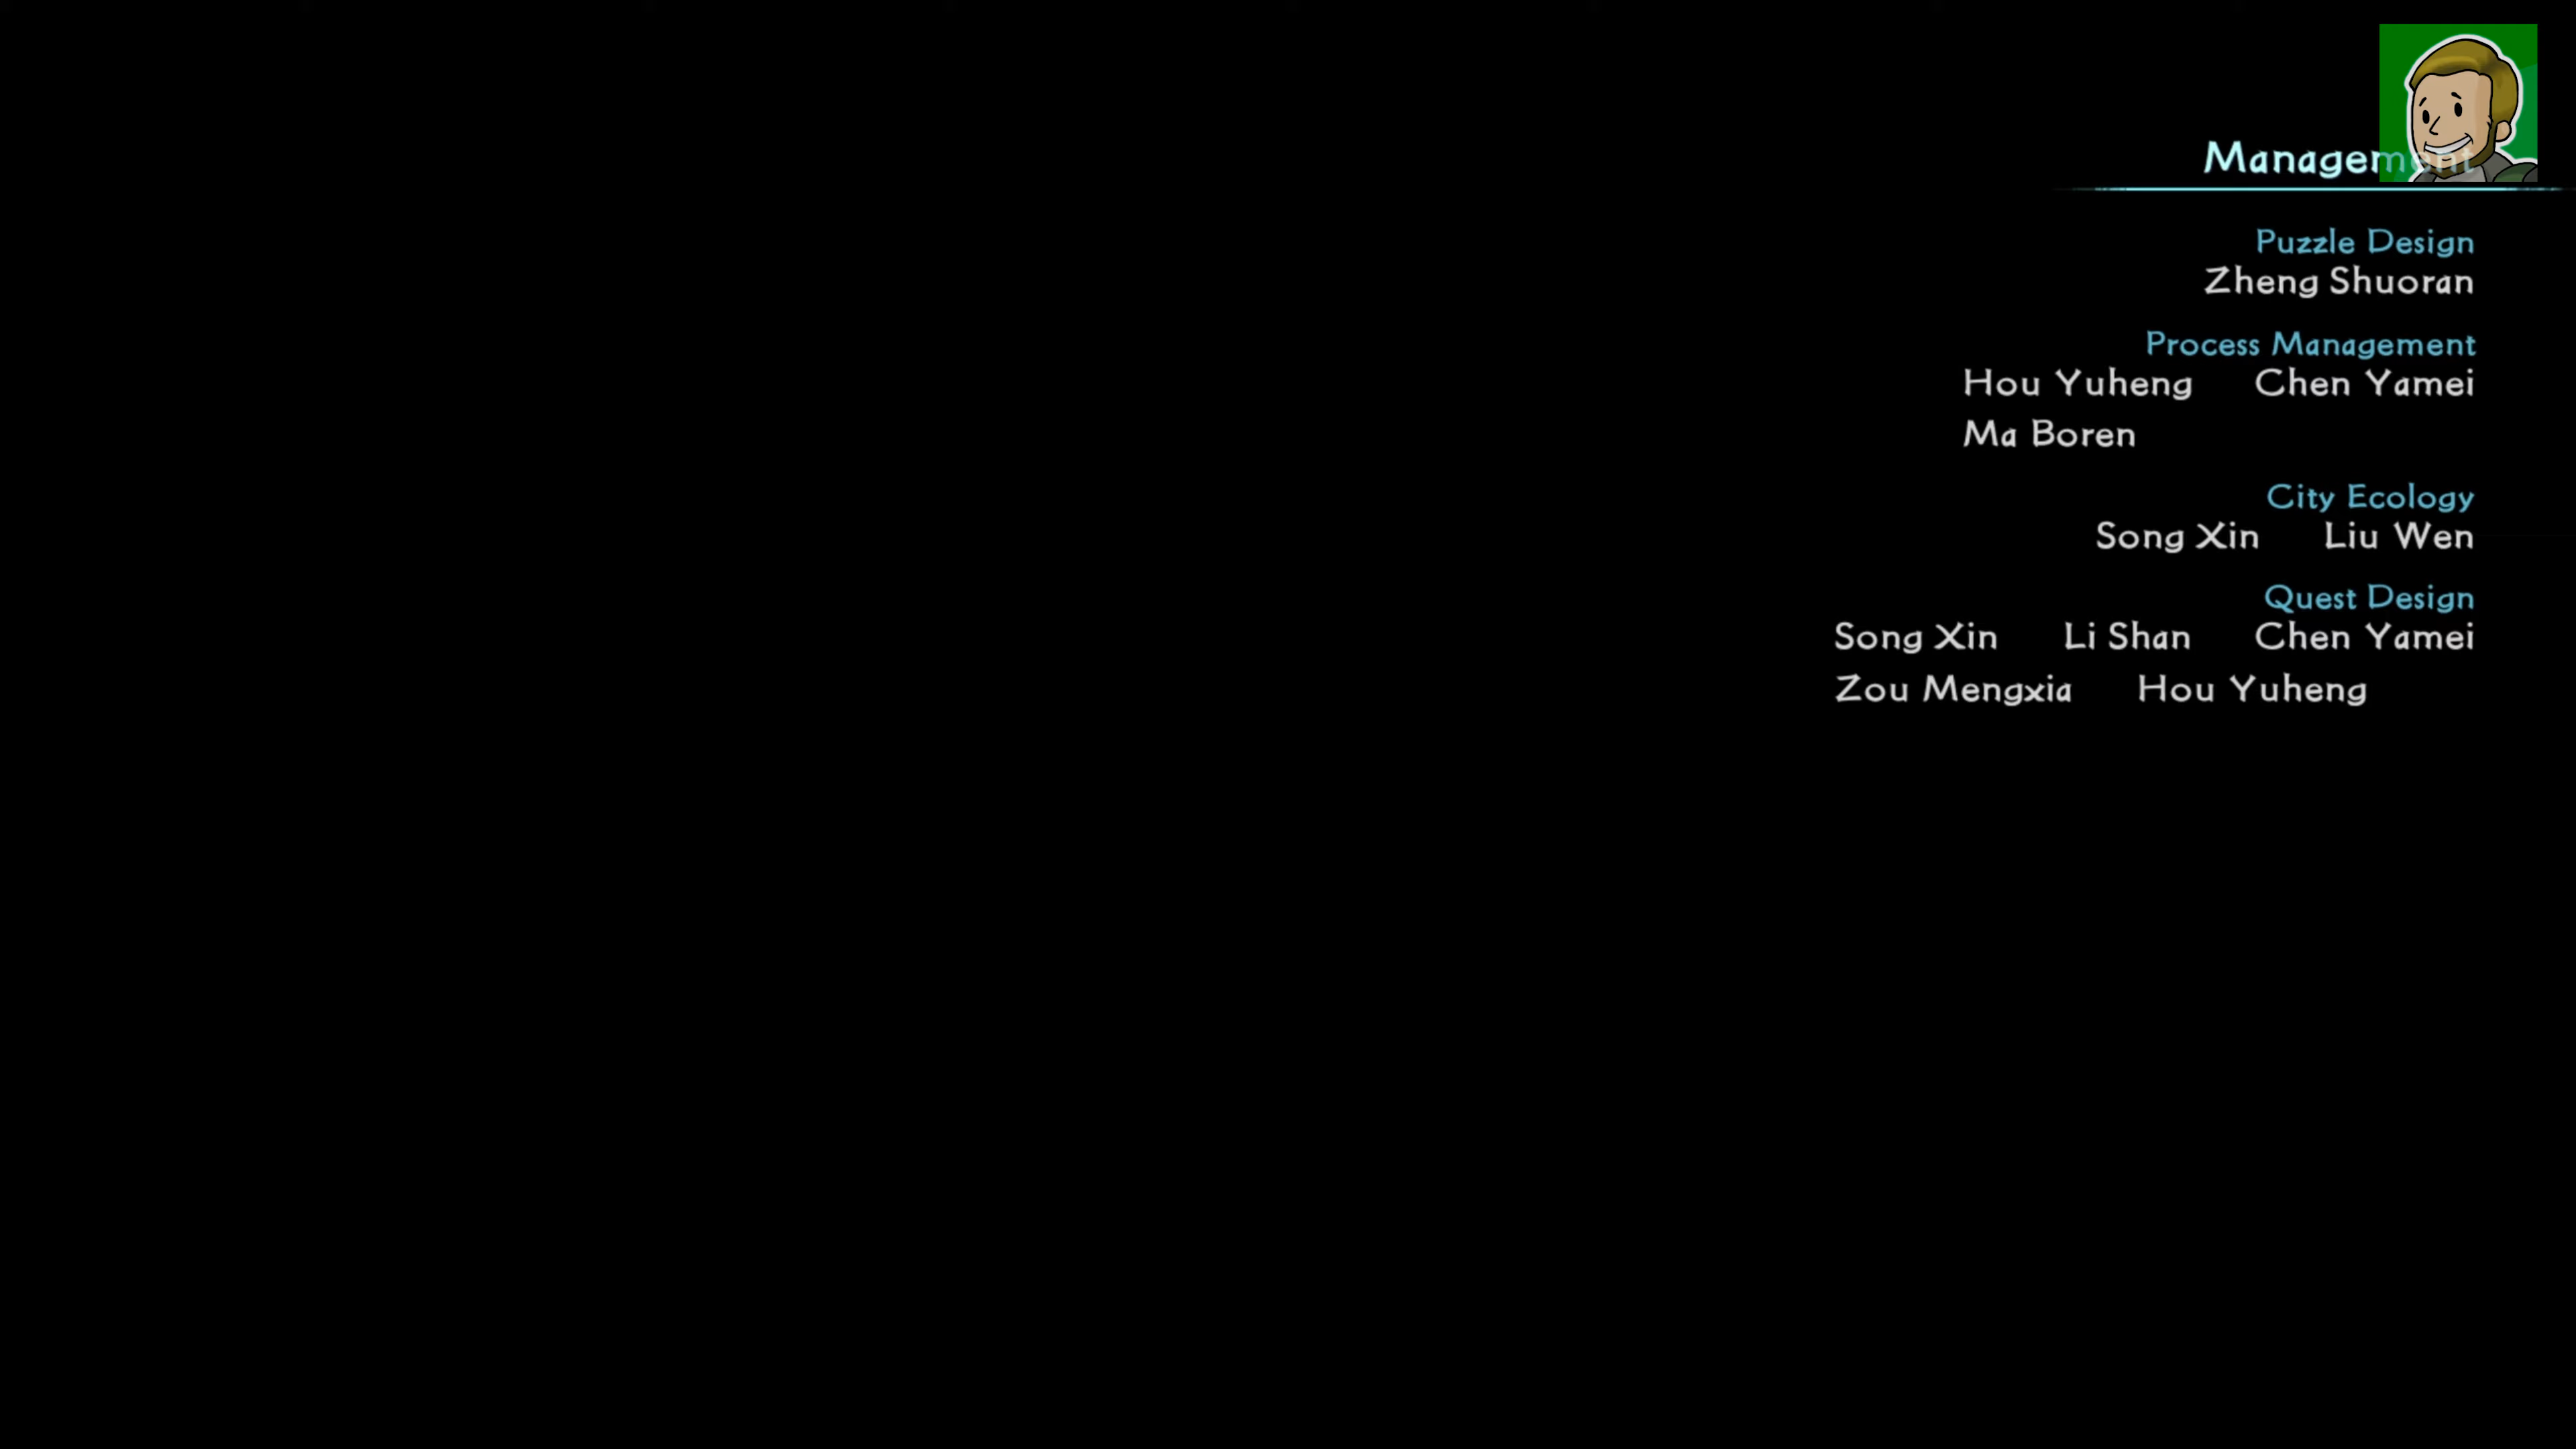 Management
Puzzle Design
Zheng Shuoran
Process Management
Hou Yuheng Chen Yamei
Ma Boren
City Ecology
Song Xin Liu Wen
Quest Design
Song Xin Li Shan Chen Yamei
Zou Mengxia Hou Yuheng